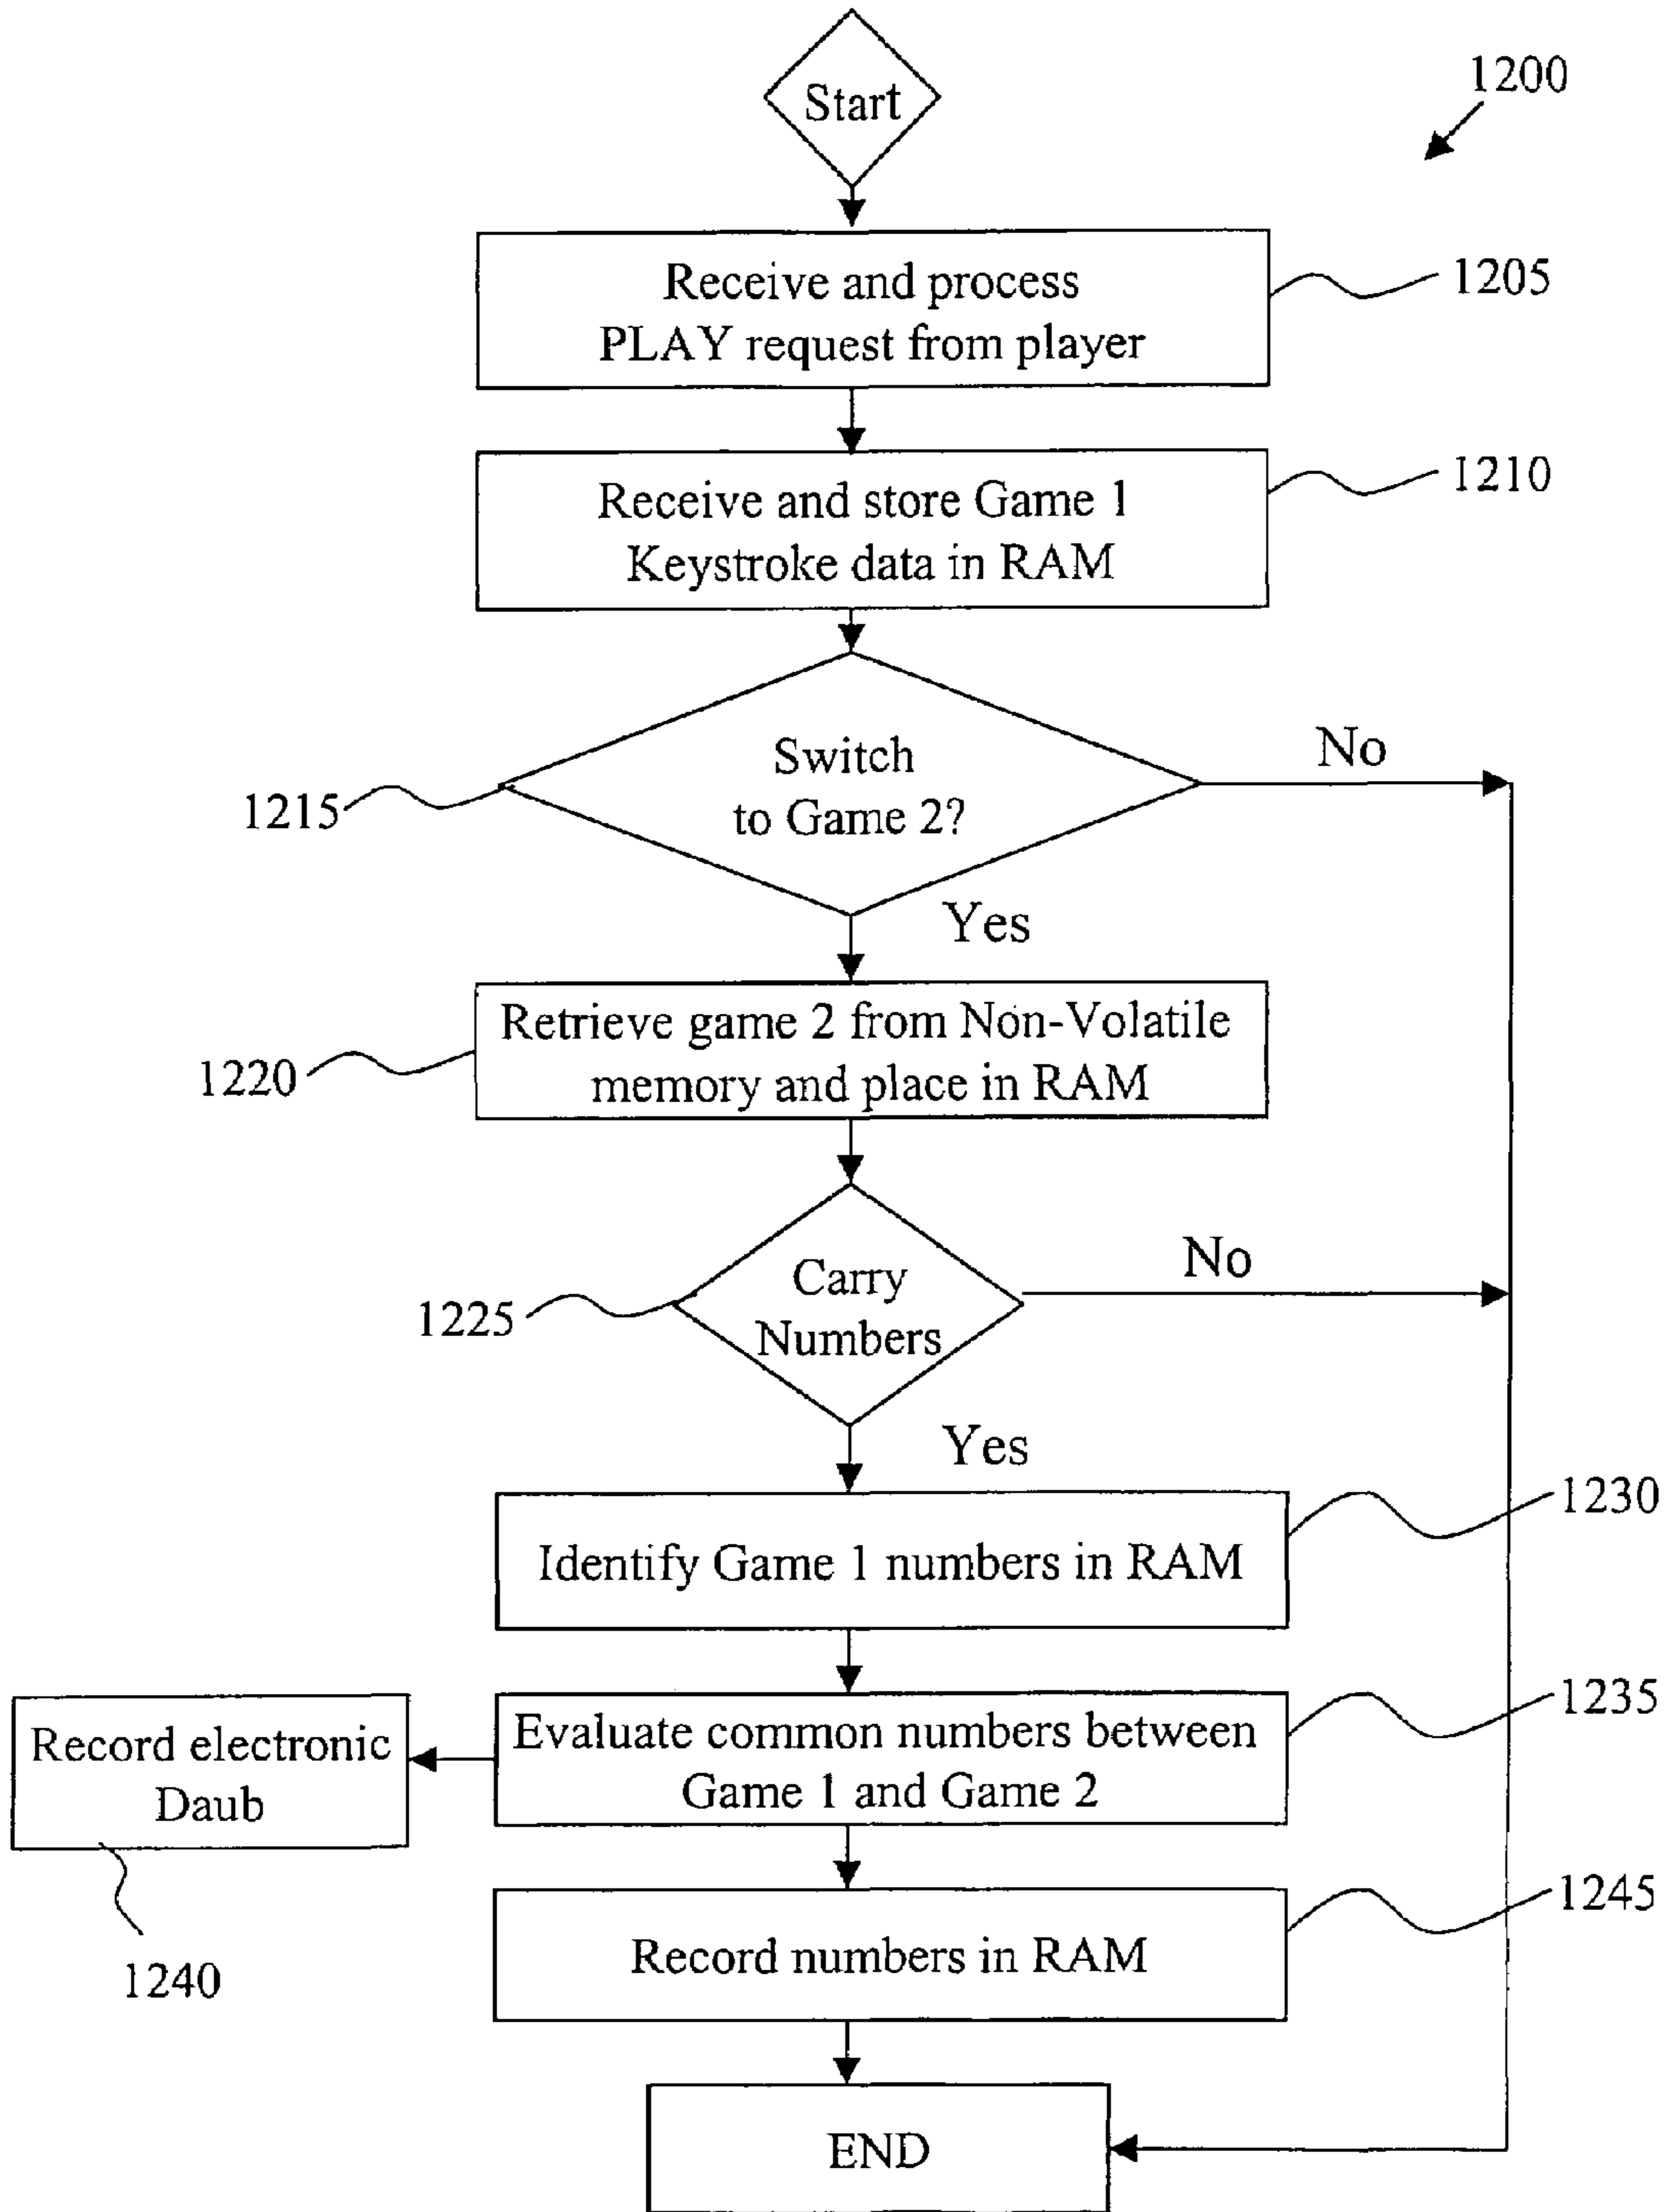 Start
1200
Receive and process
PLAY request from player
1205
Receive and store Game 1
Keystroke data in RAM
1210
Switch
to Game 2?
No
1215
Yes
Retrieve game 2 from Non-Volatile
memory and place in RAM
1220
Carry
Numbers
No
1225
Yes
1230
Identify Game 1 numbers in RAM
1235
Evaluate common numbers between
Game 1 and Game 2
Record electronic
Daub
1240
1245
Record numbers in RAM
END